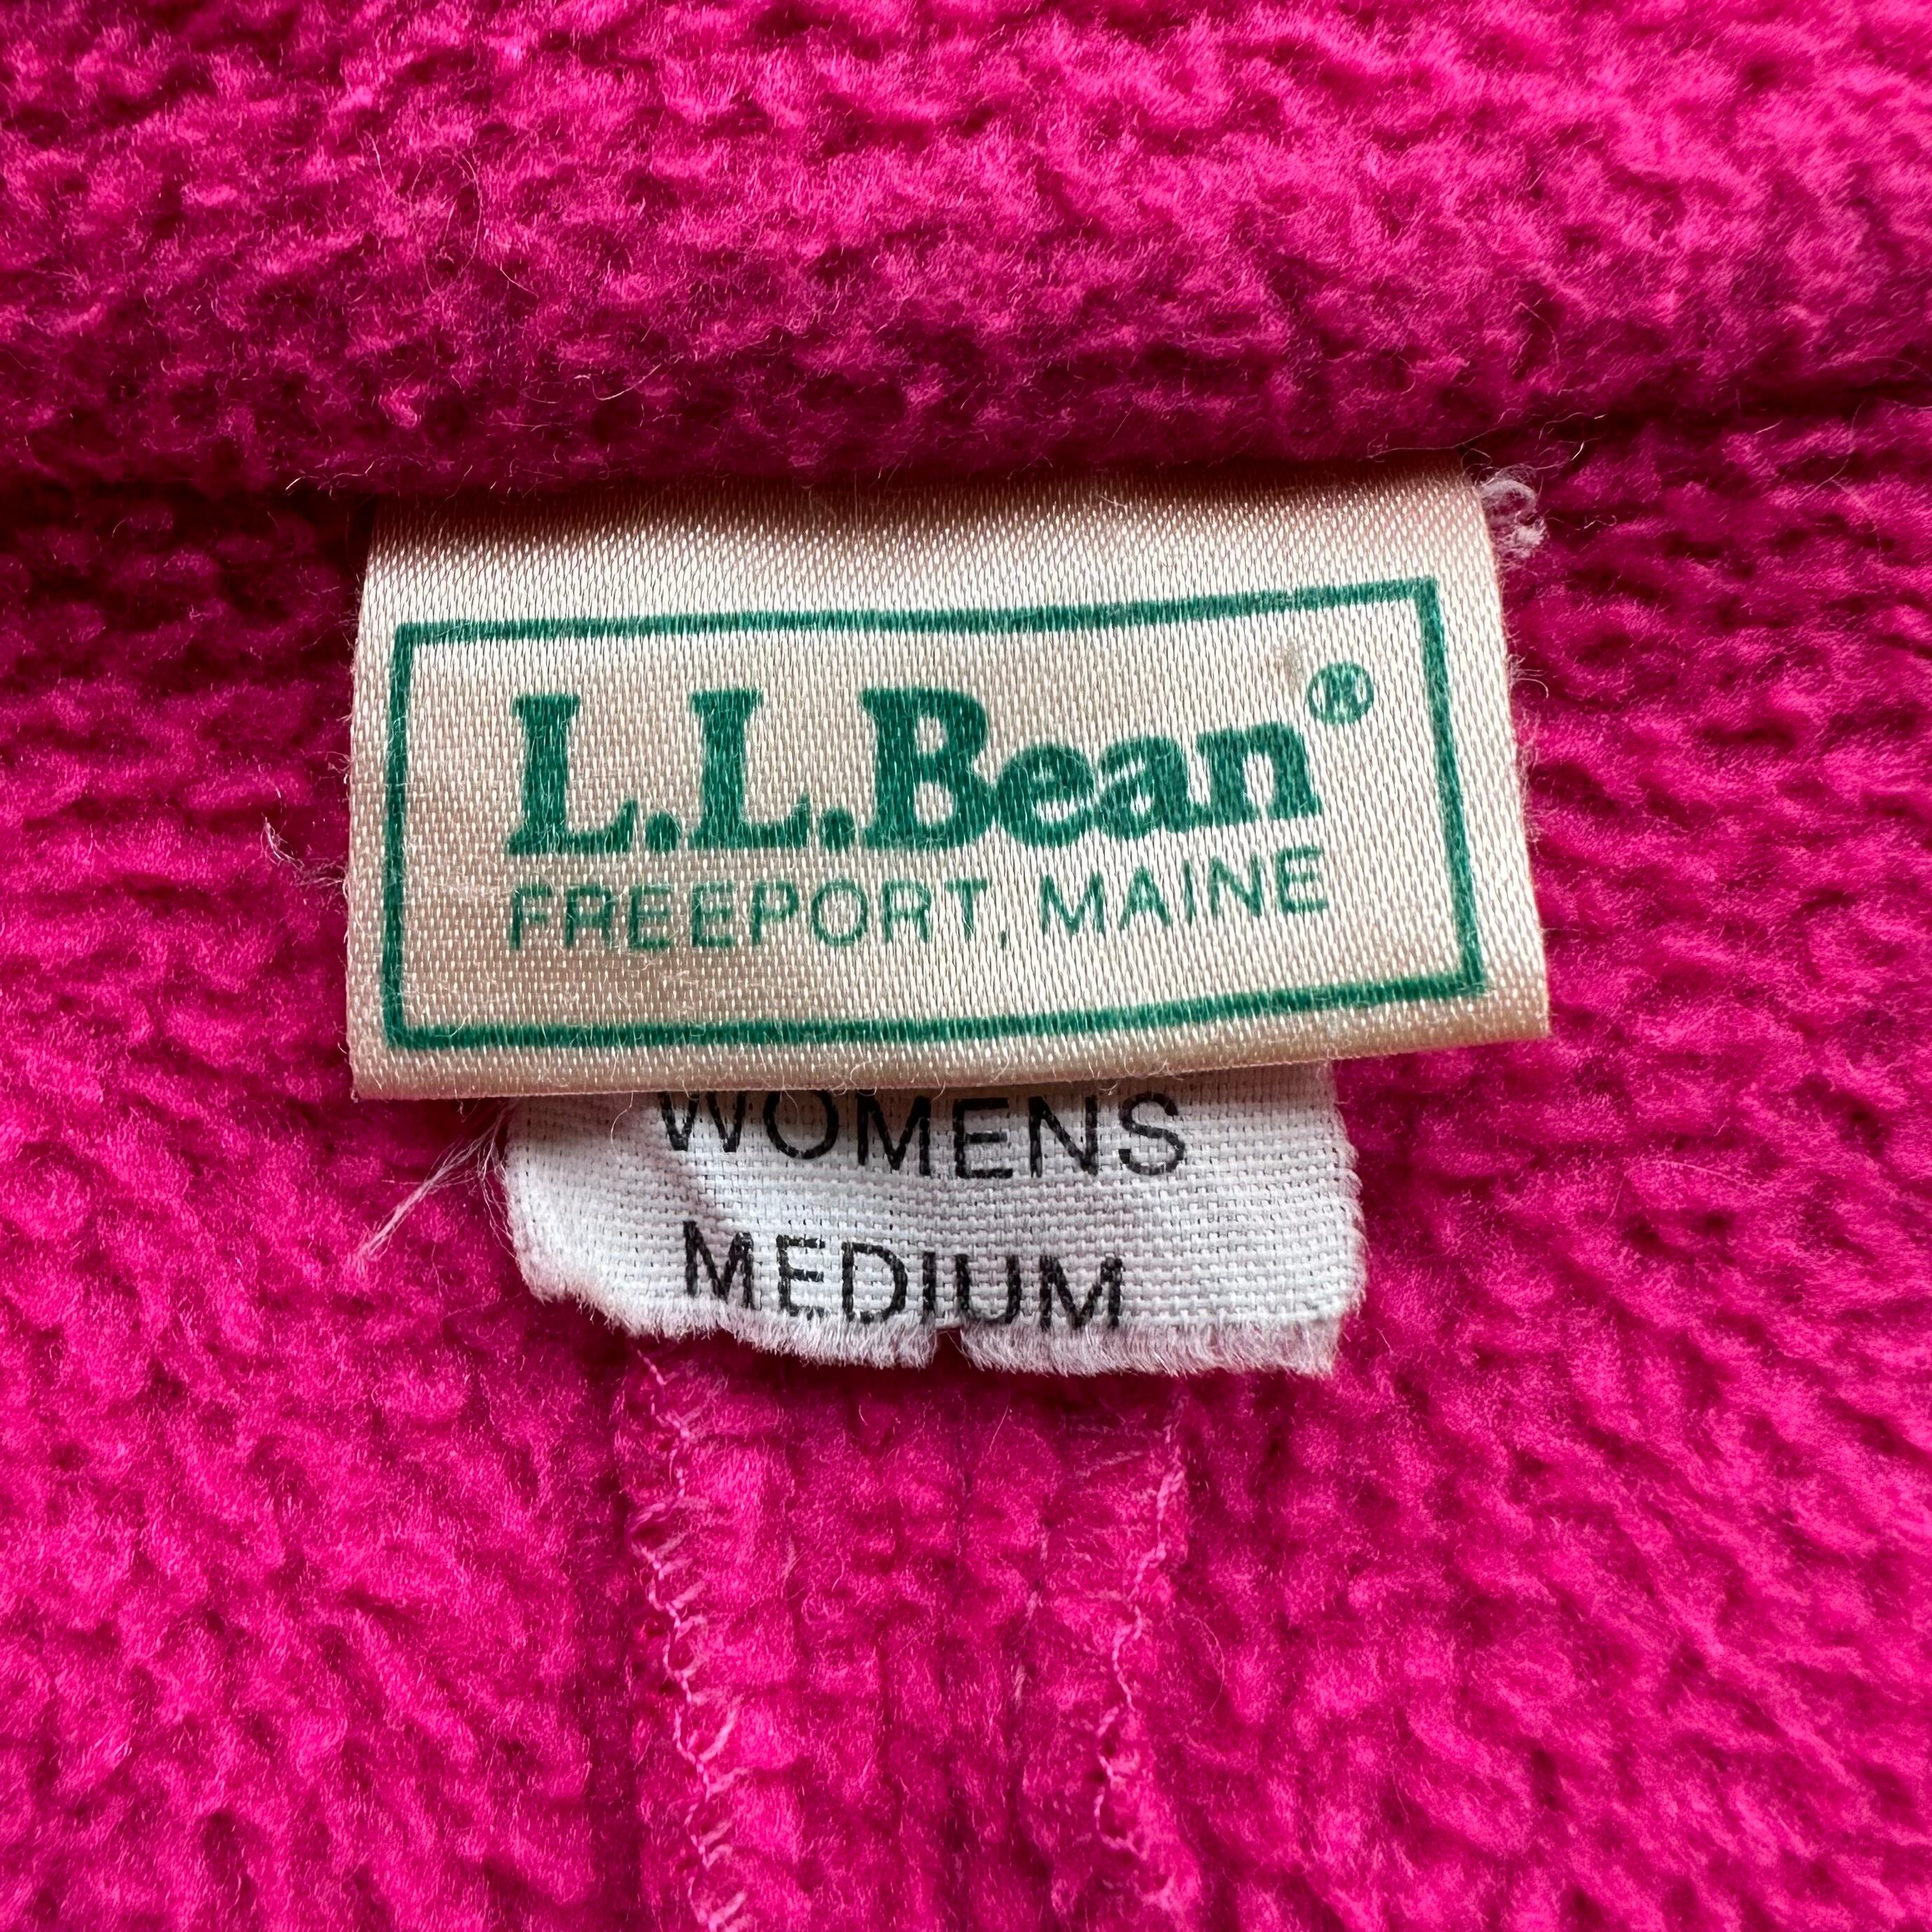 L.L.Bean®
FREEPORT, MAINE
WOMENS
MEDIUM